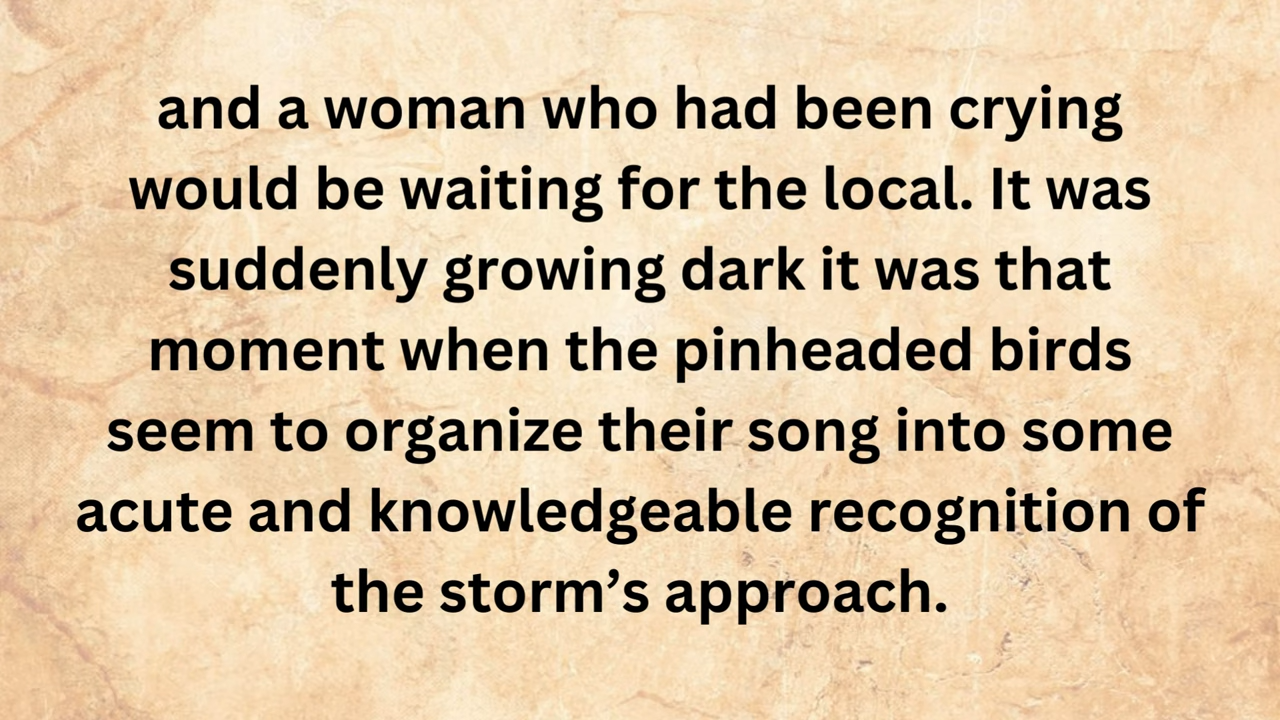 and a woman who had been crying
would be waiting for the local. It was
suddenly growing dark it was that
moment when the pinheaded birds
seem to organize their song into some
acute and knowledgeable recognition of
the storm’s approach.